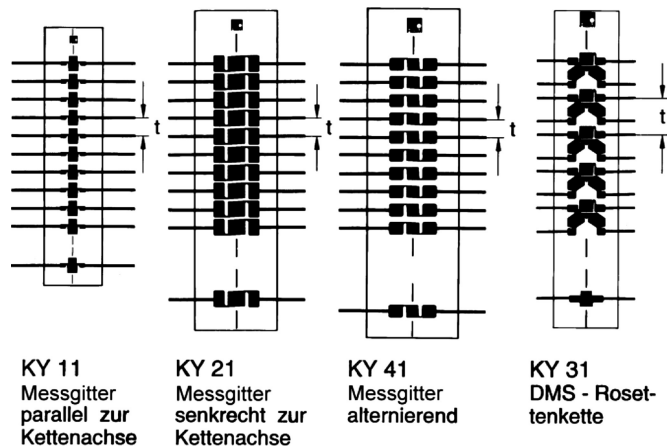 t
t
t
t
KY 11
Messgitter
parallel zur
Kettenachse
KY 21
Messgitter
senkrecht zur
Kettenachse
KY 41
Messgitter
alternierend
KY 31
DMS - Roset-
tenkette